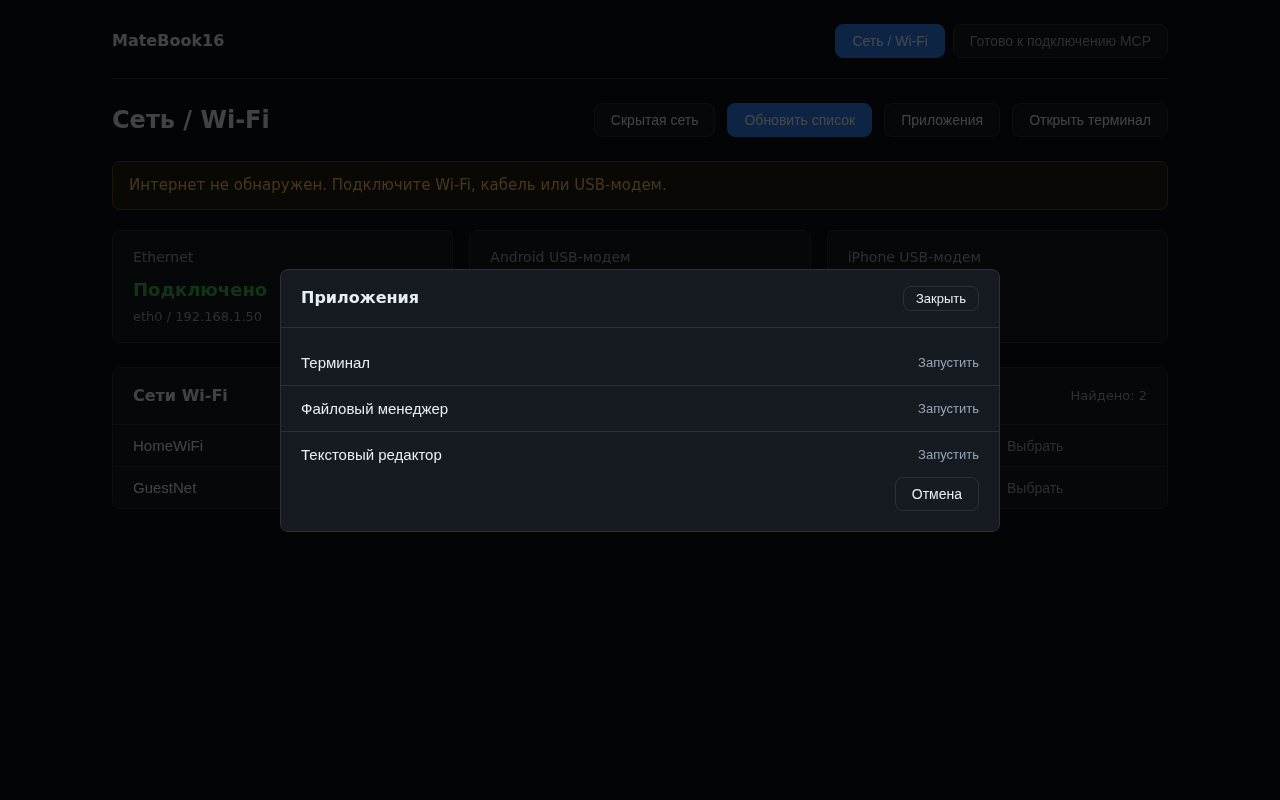 MateBook16
Сеть / Wi-Fi
Готово к подключению MCP
Сеть / Wi-Fi
Скрытая сеть
Обновить список
Приложения
Открыть терминал
Интернет не обнаружен. Подключите Wi-Fi, кабель или USB-модем.
Ethernet
Android USB-модем
iPhone USB-модем
Подключено
eth0 / 192.168.1.50
Приложения
Закрыть
Терминал
Запустить
Файловый менеджер
Запустить
Текстовый редактор
Запустить
Отмена
Сети Wi-Fi
Найдено: 2
HomeWiFi
Выбрать
GuestNet
Выбрать